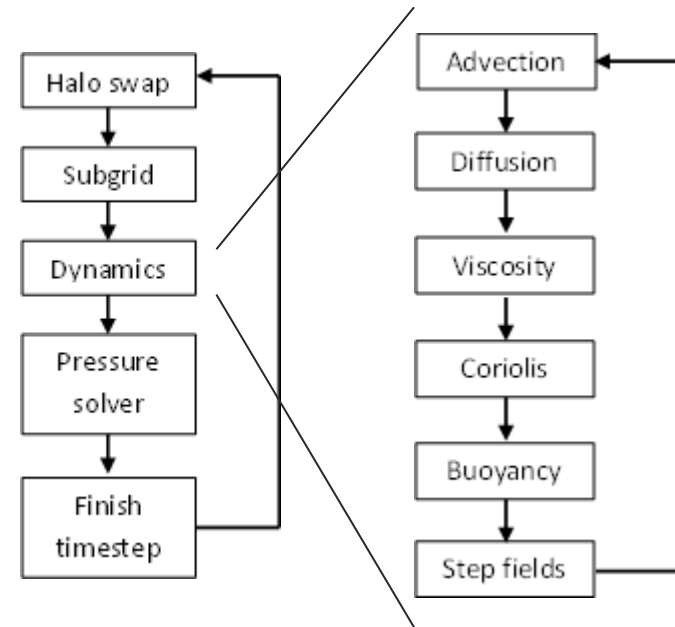 Halo swap
Subgrid
Dynamics
Pressure
solver
Finish
timestep
Advection
Diffusion
Viscosity
Coriolis
Buoyancy
Step fields